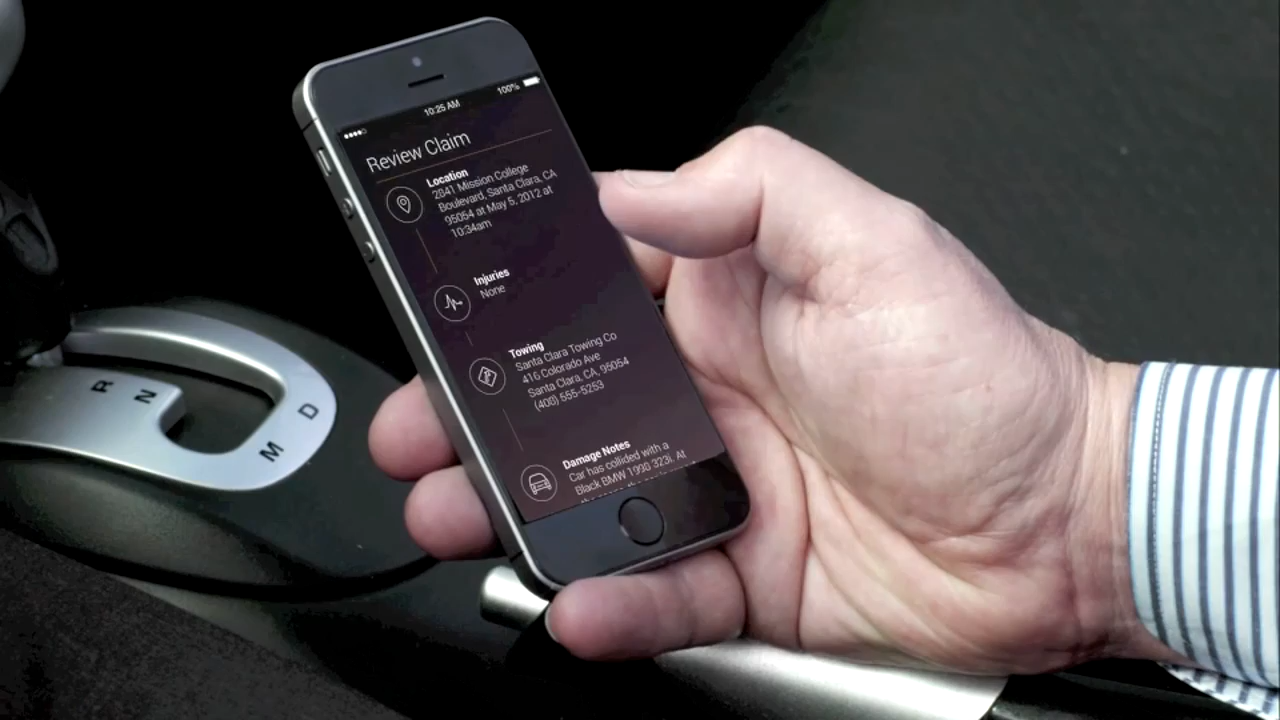 10:25 AM
100%
Review Claim
Location
2841 Mission College
Boulevard, Santa Clara, CA
95054 at May 5, 2012 at
10:34am
Injuries
None
Towing
Santa Clara Towing Co
416 Colorado Ave
Santa Clara, CA, 95054
(408) 555-5253
Damage Notes
Car has collided with a
Black BMW 1990 323i. At
R
N
D
M